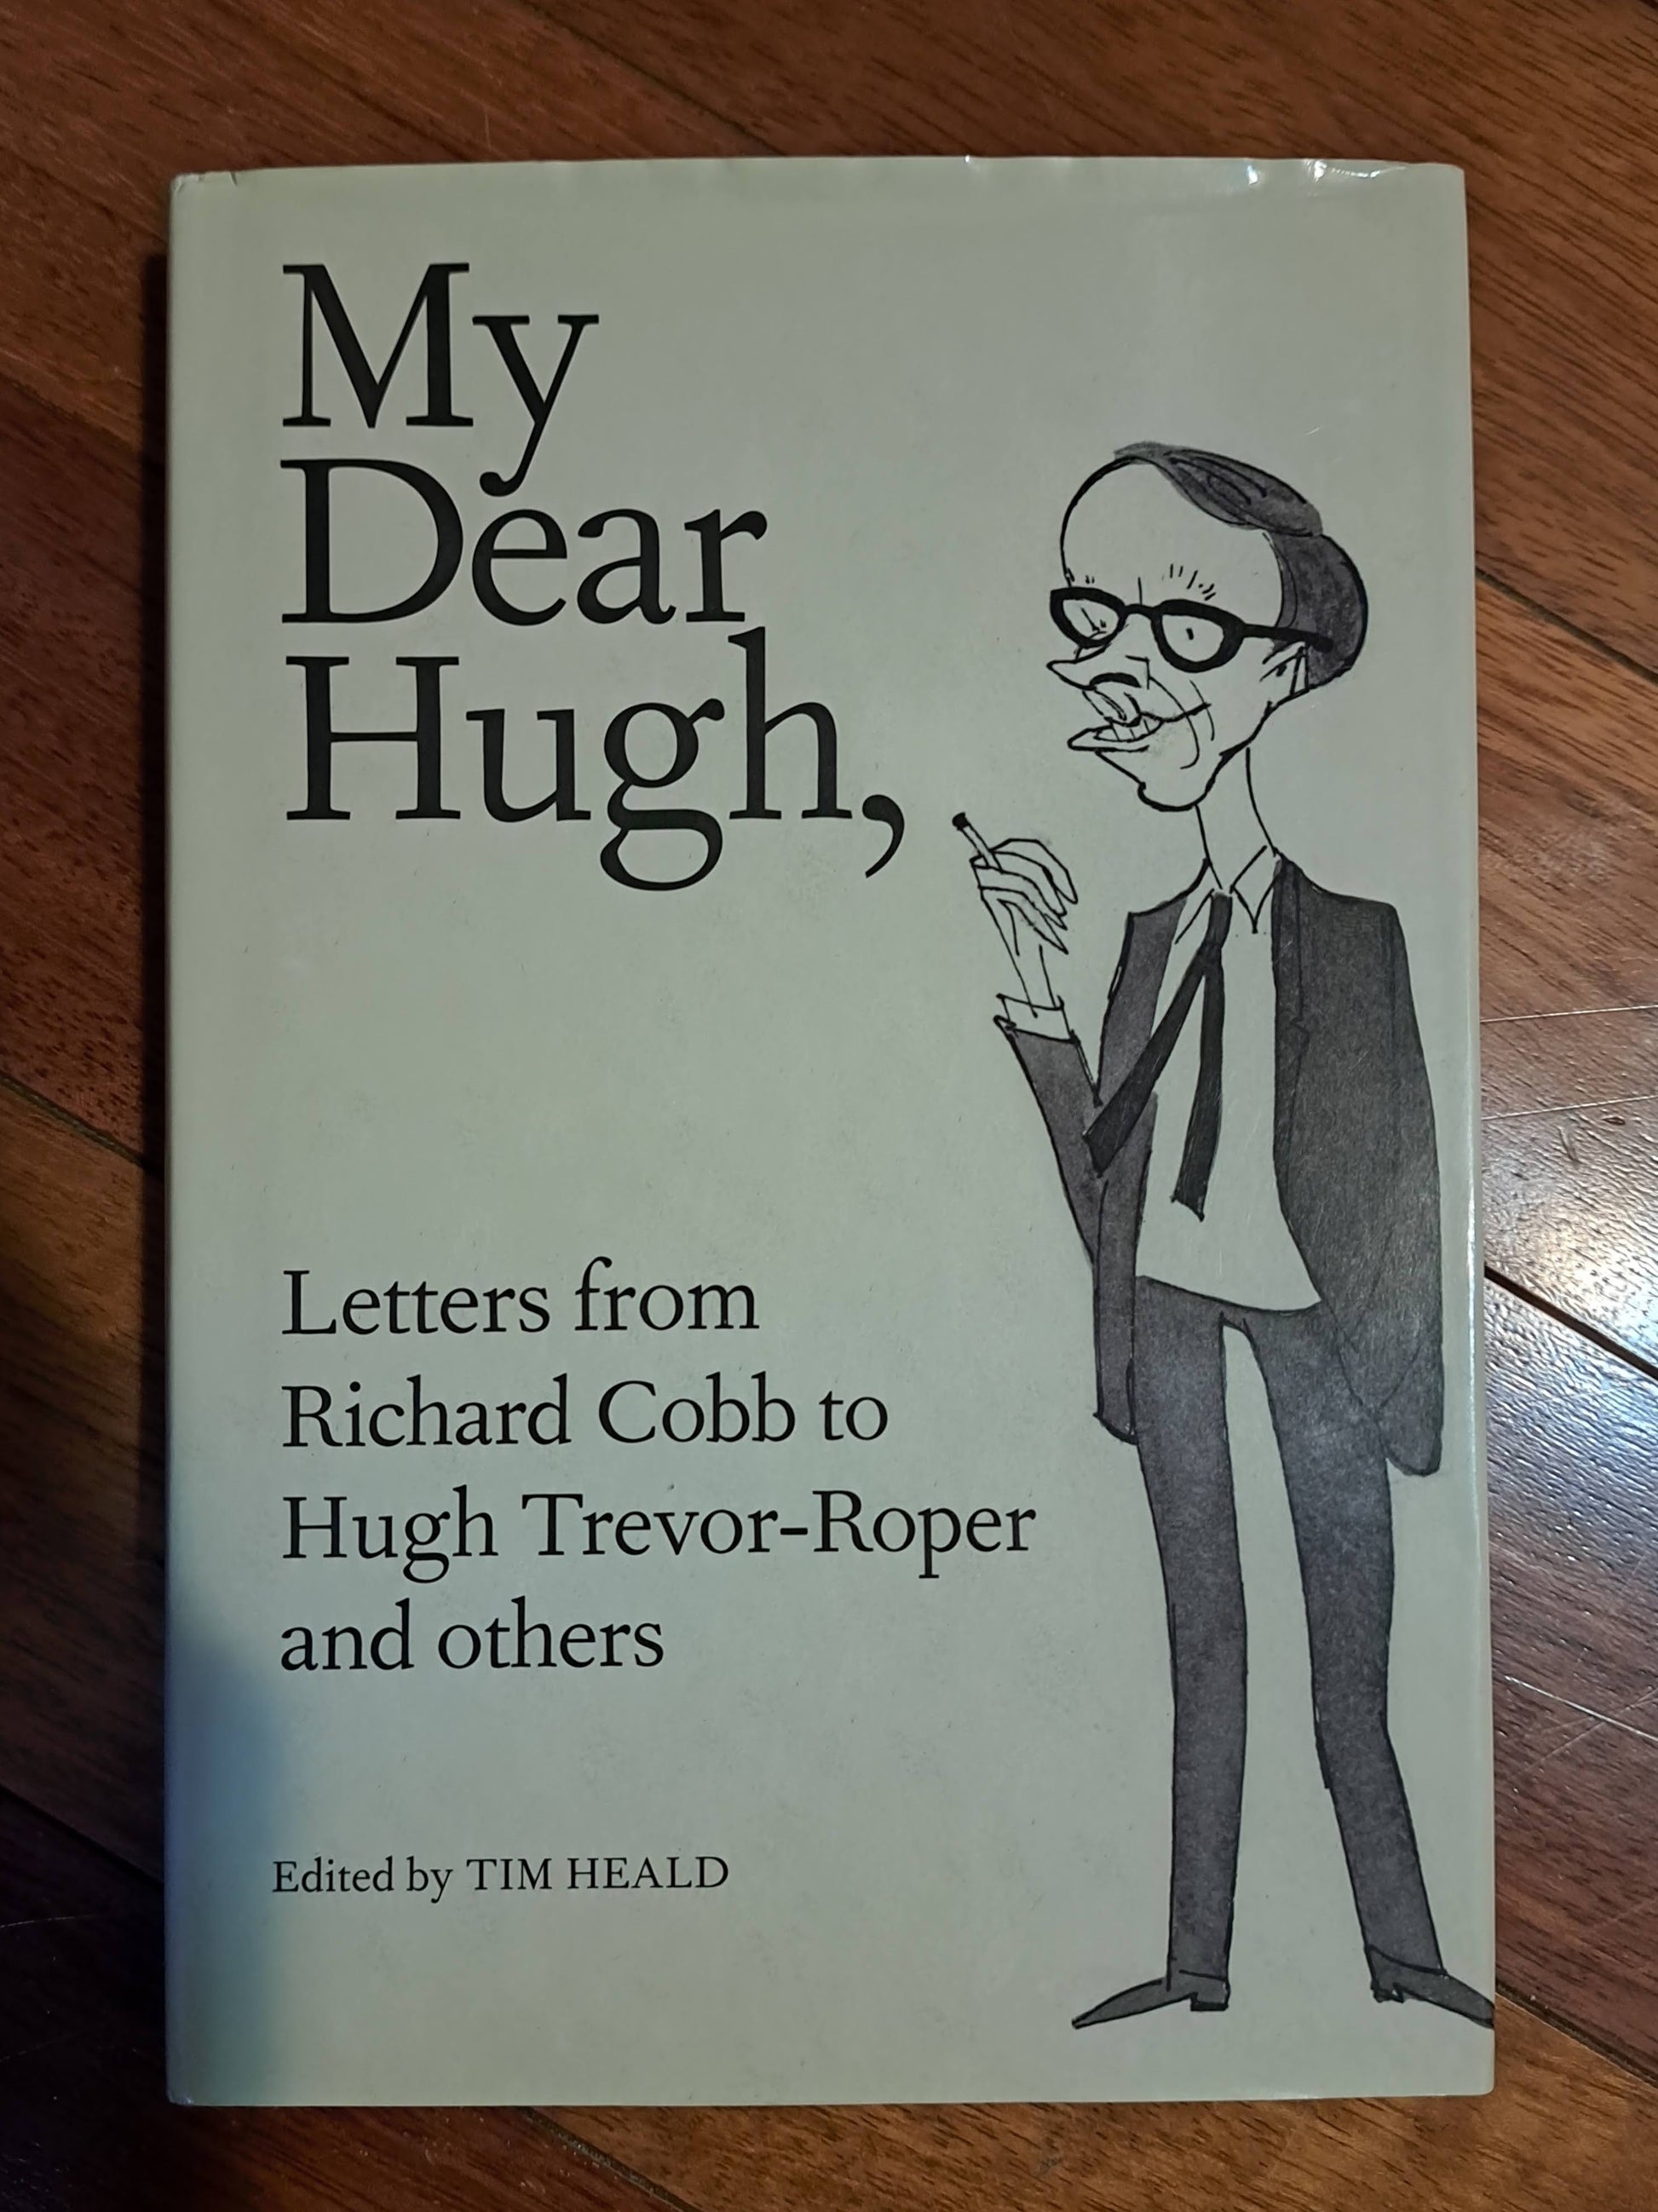 My
Dear
Hugh,
Letters from
Richard Cobb to
Hugh Trevor-Roper
and others
Edited by TIM HEALD